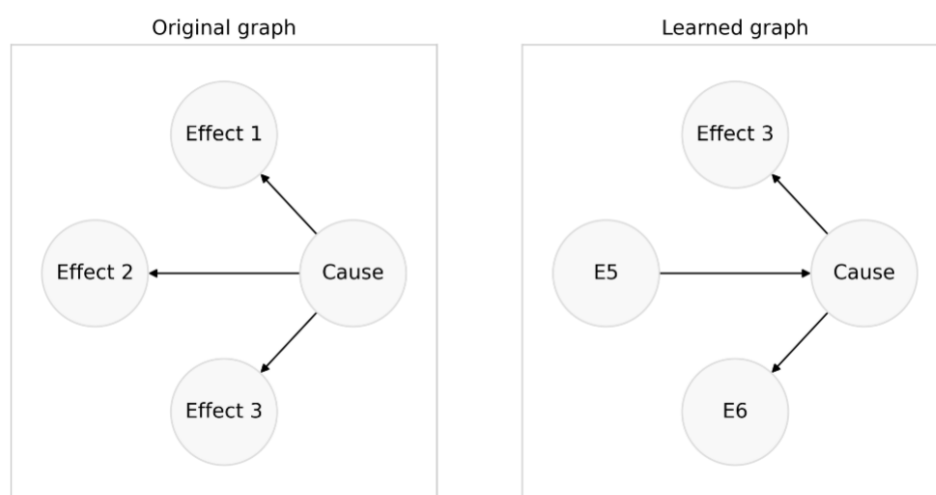 Original graph
Learned graph
Effect 1
Effect 2
Cause
Effect 3
Effect 3
E5
Cause
E6